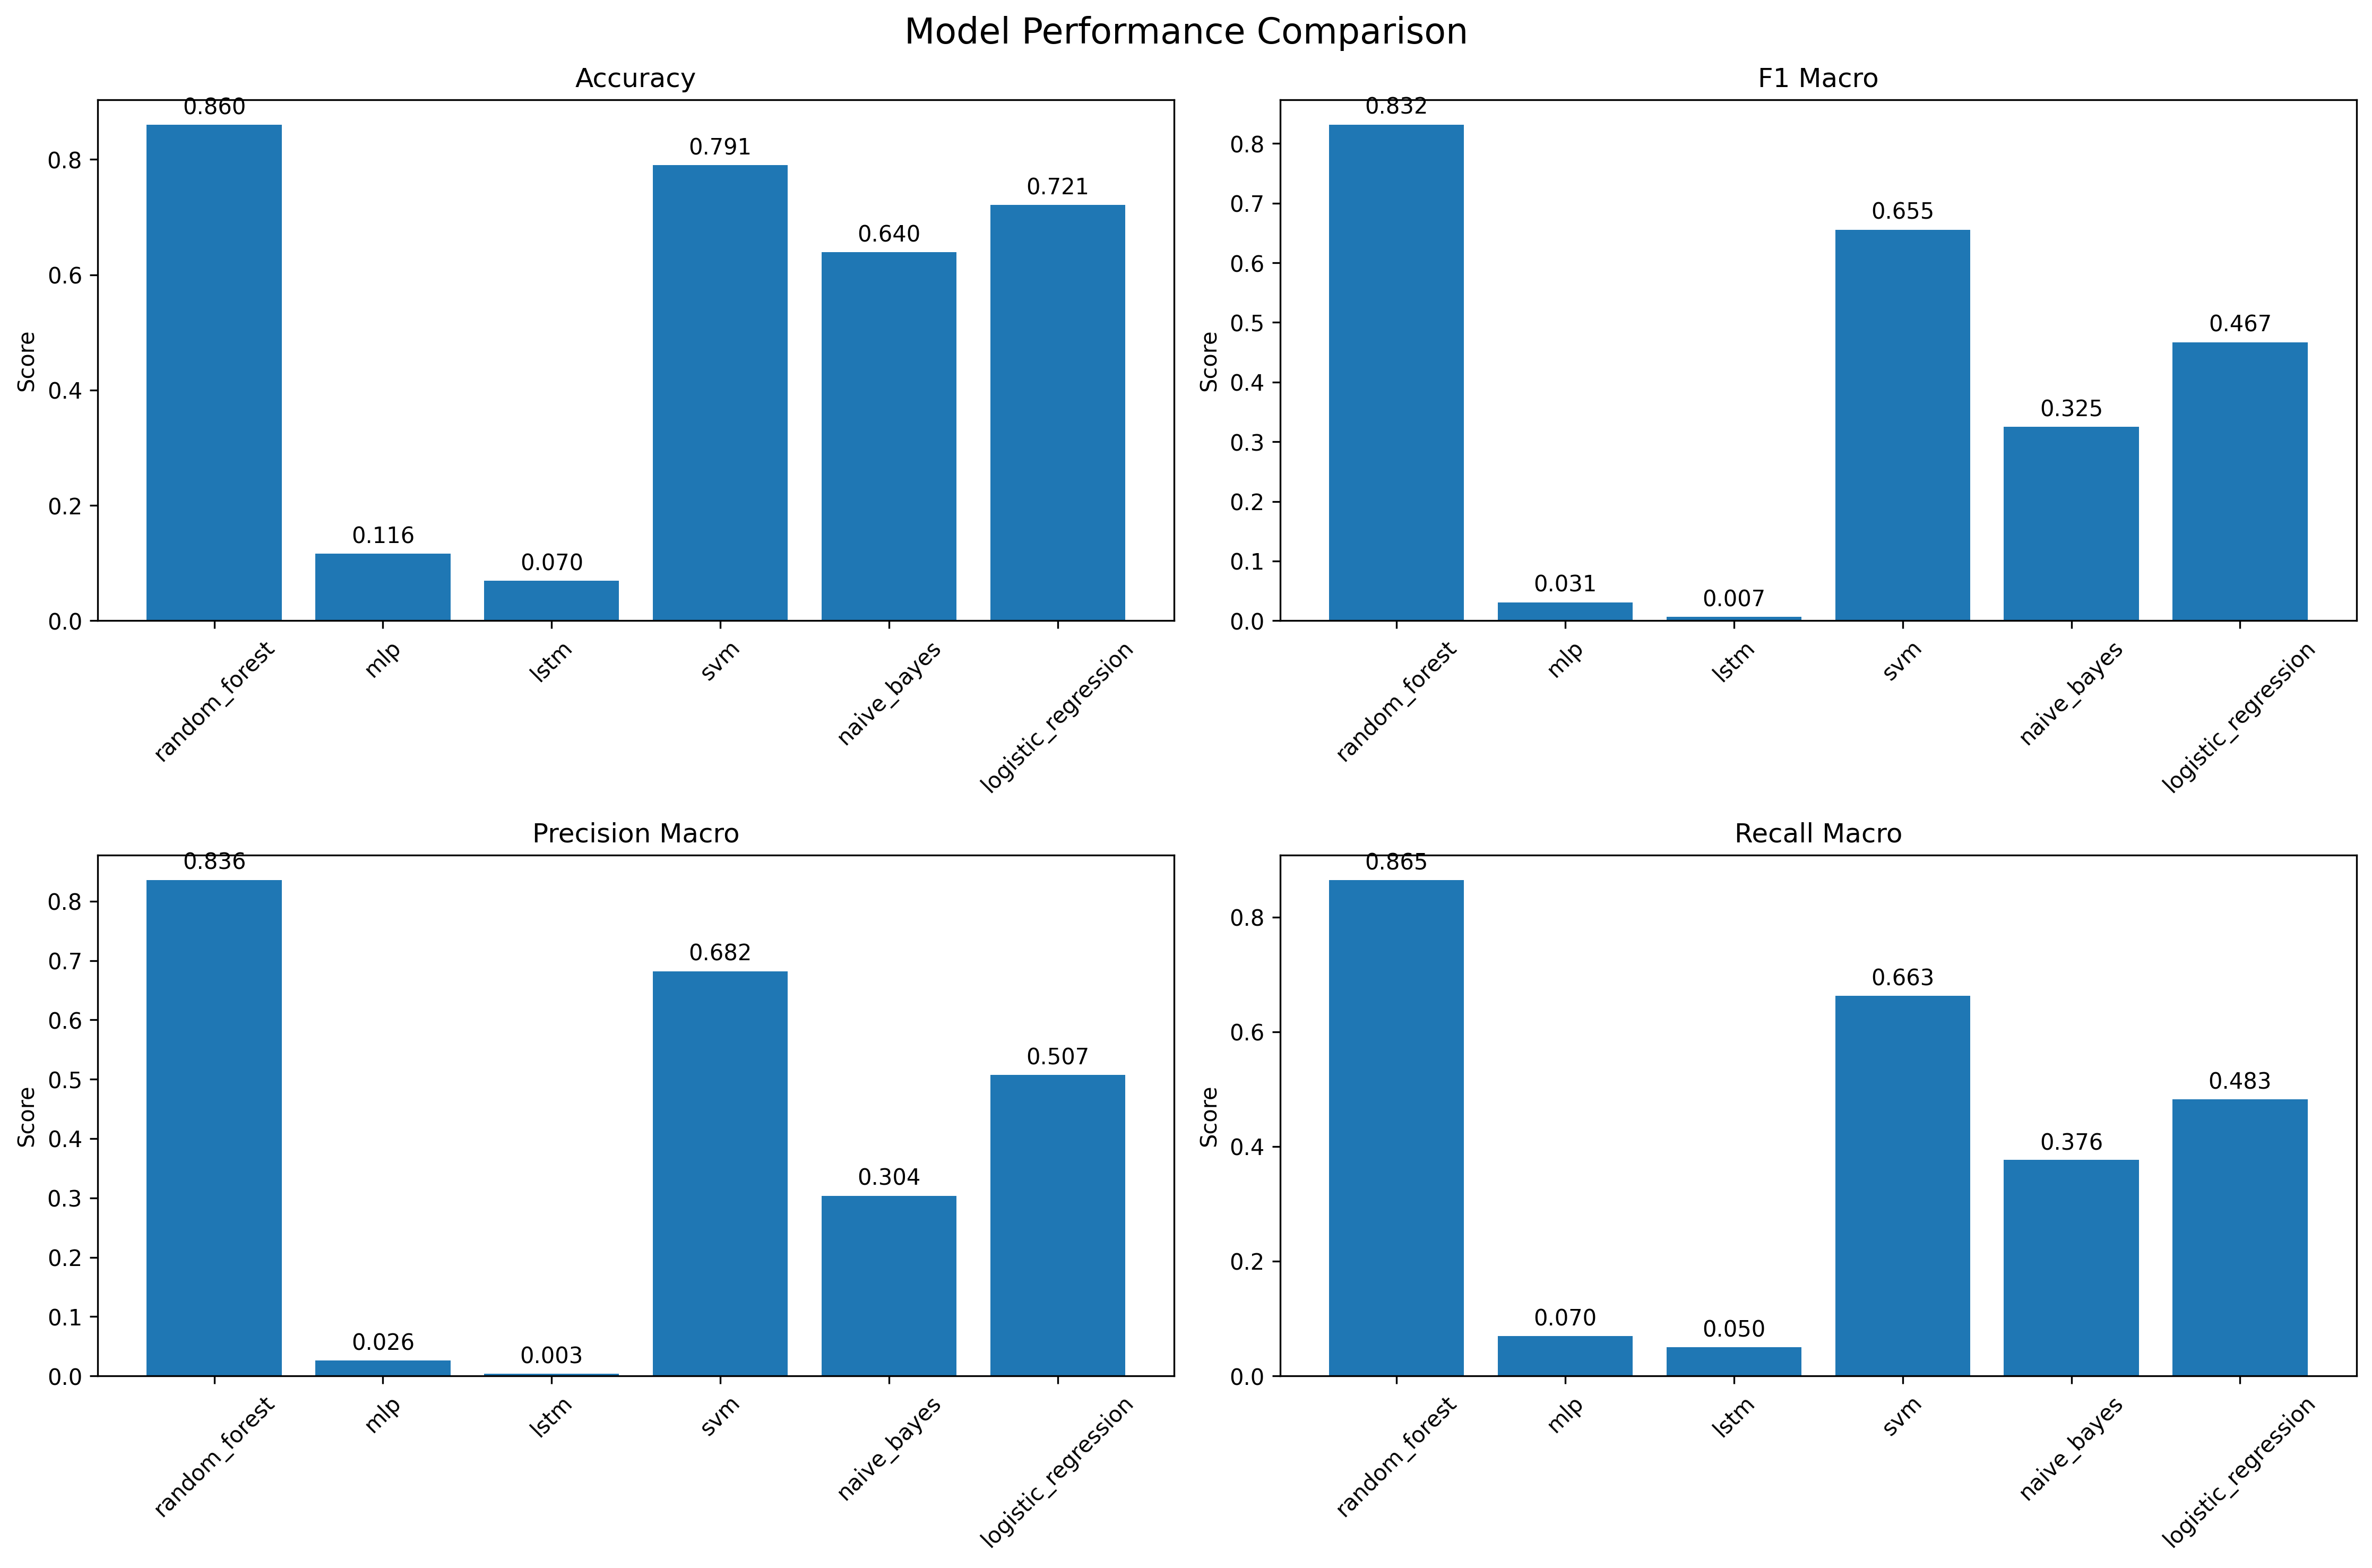 Model Performance Comparison
Accuracy
Score
0.8
0.6
0.4
0.2
0.0
0.860
0.116
0.070
0.791
0.640
0.721
random_forest
mlp
lstm
svm
naive_bayes
logistic_regression
F1 Macro
Score
0.8
0.7
0.6
0.5
0.4
0.3
0.2
0.1
0.0
0.832
0.031
0.007
0.655
0.325
0.467
random_forest
mlp
lstm
svm
naive_bayes
logistic_regression
Precision Macro
Score
0.8
0.7
0.6
0.5
0.4
0.3
0.2
0.1
0.0
0.836
0.026
0.003
0.682
0.304
0.507
random_forest
mlp
lstm
svm
naive_bayes
logistic_regression
Recall Macro
Score
0.8
0.6
0.4
0.2
0.0
0.865
0.070
0.050
0.663
0.376
0.483
random_forest
mlp
lstm
svm
naive_bayes
logistic_regression